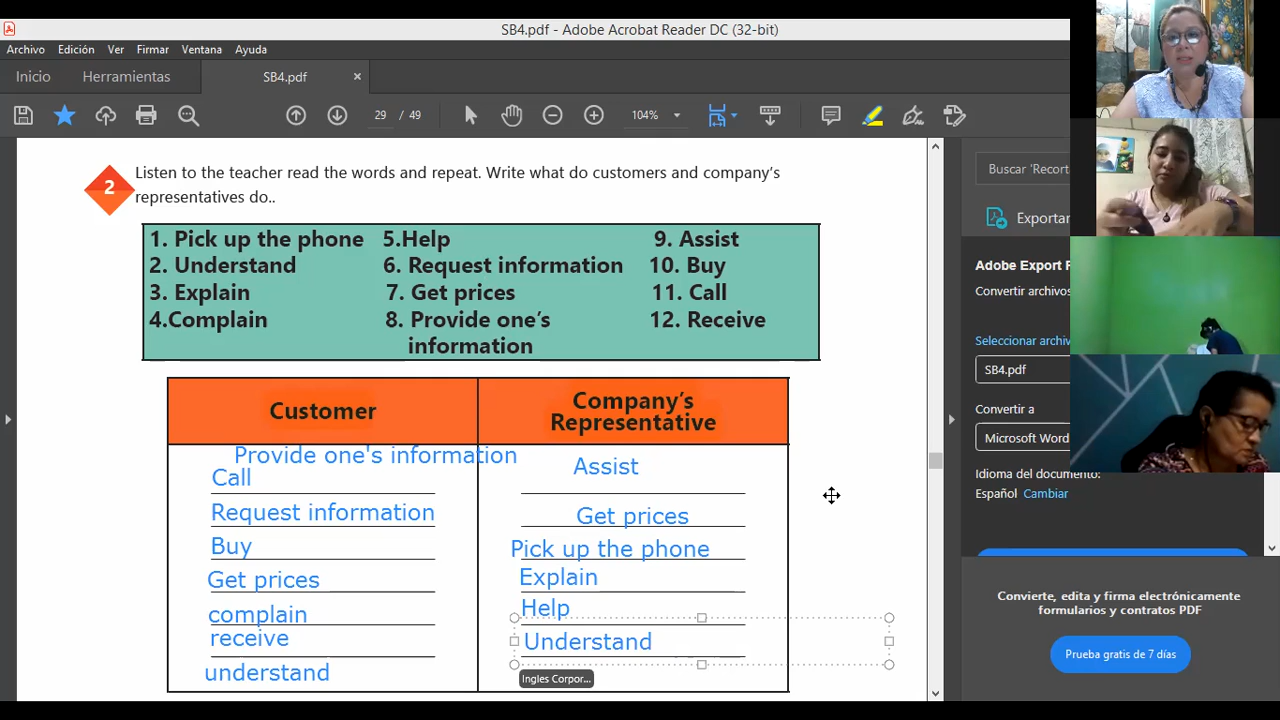 SB4.pdf - Adobe Acrobat Reader DC (32-bit)
Archivo Edición Ver Firmar Ventana Ayuda
Inicio Herramientas SB4.pdf ×
29 / 49 104%
2 Listen to the teacher read the words and repeat. Write what do customers and company's
representatives do..
1. Pick up the phone 5.Help 9. Assist
2. Understand 6. Request information 10. Buy
3. Explain 7. Get prices 11. Call
4.Complain 8. Provide one's 12. Receive
information
Customer Company's
Representative
Provide one's information
Call
Request information
Buy
Get prices
complain
receive
understand
Assist
Get prices
Pick up the phone
Explain
Help
Understand
Ingles Corpor...
Buscar 'Recort
Exportar
Adobe Export P
Convertir archivos
Seleccionar archiv
SB4.pdf
Convertir a
Microsoft Word
Idioma del documento:
Español Cambiar
Convierte, edita y firma electrónicamente
formularios y contratos PDF
Prueba gratis de 7 días